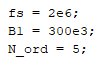 fs = 2e6;
B1 = 300e3;
N_ord = 5;